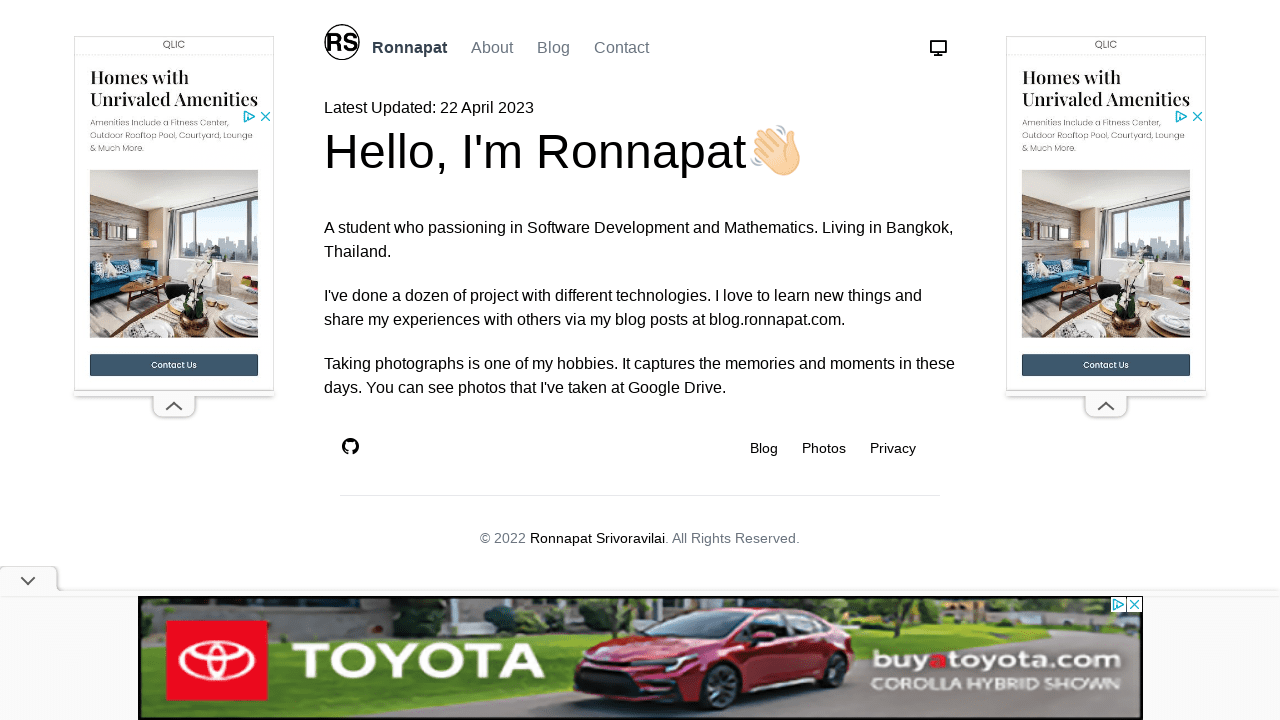 RS
Ronnapat About Blog Contact
Latest Updated: 22 April 2023
Hello, I'm Ronnapat👋🏻
A student who passioning in Software Development and Mathematics. Living in Bangkok,
Thailand.
I've done a dozen of project with different technologies. I love to learn new things and
share my experiences with others via my blog posts at blog.ronnapat.com.
Taking photographs is one of my hobbies. It captures the memories and moments in these
days. You can see photos that I've taken at Google Drive.
Blog Photos Privacy
© 2022 Ronnapat Srivoravilai. All Rights Reserved.
QLIC
Homes with
Unrivaled Amenities
Amenities Include a Fitness Center,
Outdoor Rooftop Pool, Courtyard, Lounge
& Much More.
Contact Us
QLIC
Homes with
Unrivaled Amenities
Amenities Include a Fitness Center,
Outdoor Rooftop Pool, Courtyard, Lounge
& Much More.
Contact Us
TOYOTA
buyatoyota.com
COROLLA HYBRID SHOWN